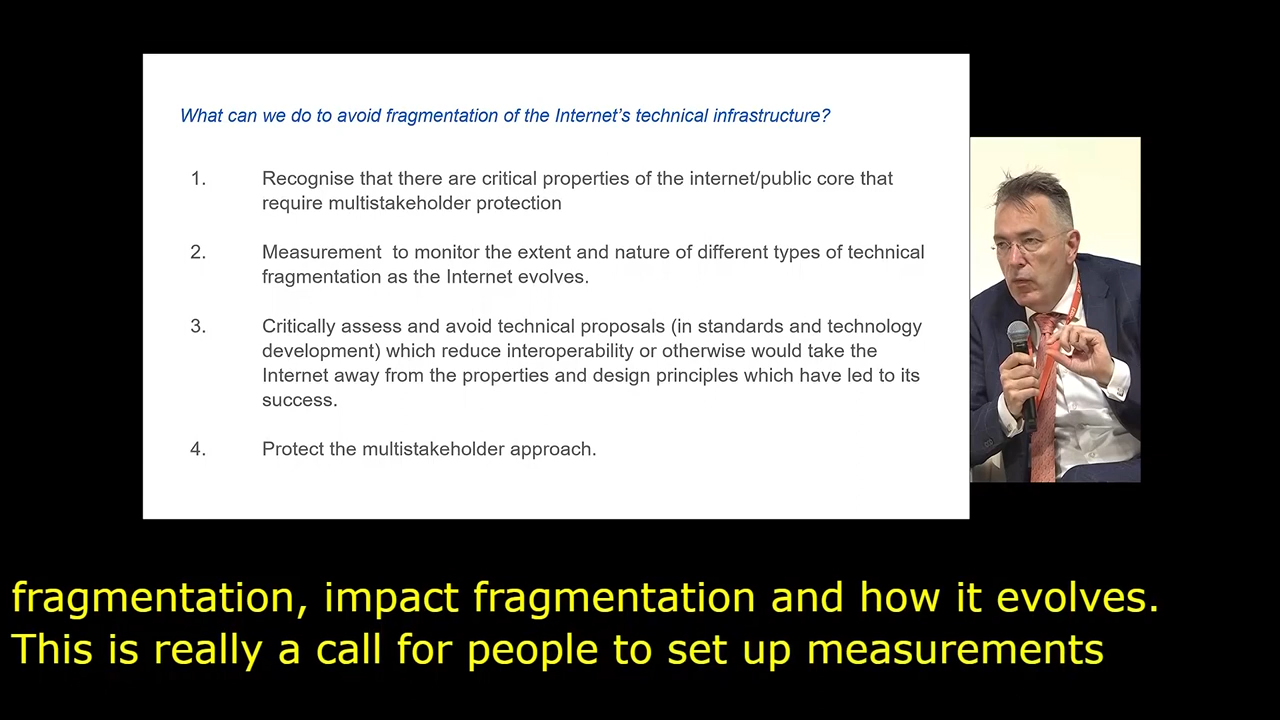 What can we do to avoid fragmentation of the Internet's technical infrastructure?
1. Recognise that there are critical properties of the internet/public core that
require multistakeholder protection
2. Measurement to monitor the extent and nature of different types of technical
fragmentation as the Internet evolves.
3. Critically assess and avoid technical proposals (in standards and technology
development) which reduce interoperability or otherwise would take the
Internet away from the properties and design principles which have led to its
success.
4. Protect the multistakeholder approach.
fragmentation, impact fragmentation and how it evolves.
This is really a call for people to set up measurements